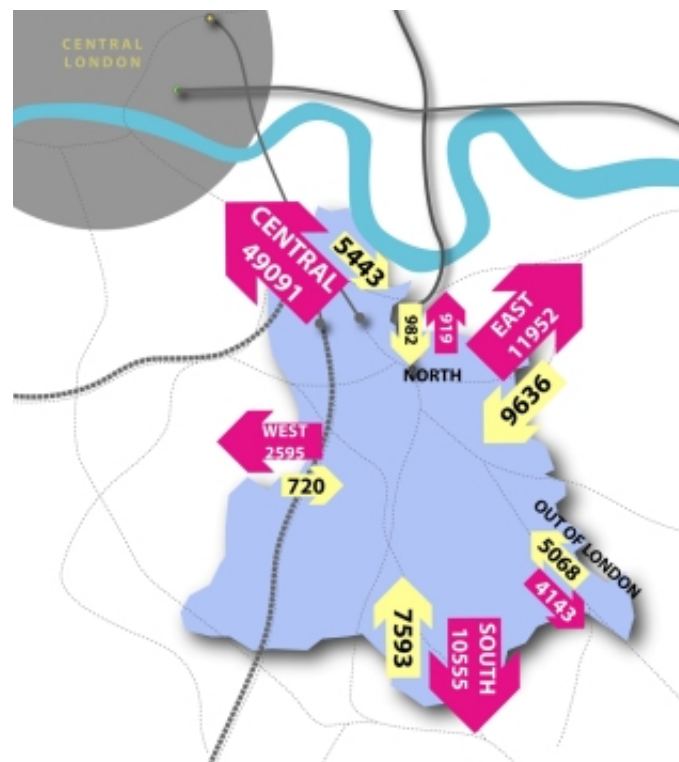 CENTRAL
LONDON
CENTRAL
49091
5443
982
919
NORTH
EAST
11952
9636
WEST
2595
720
OUT OF LONDON
5068
4143
7593
SOUTH
10555